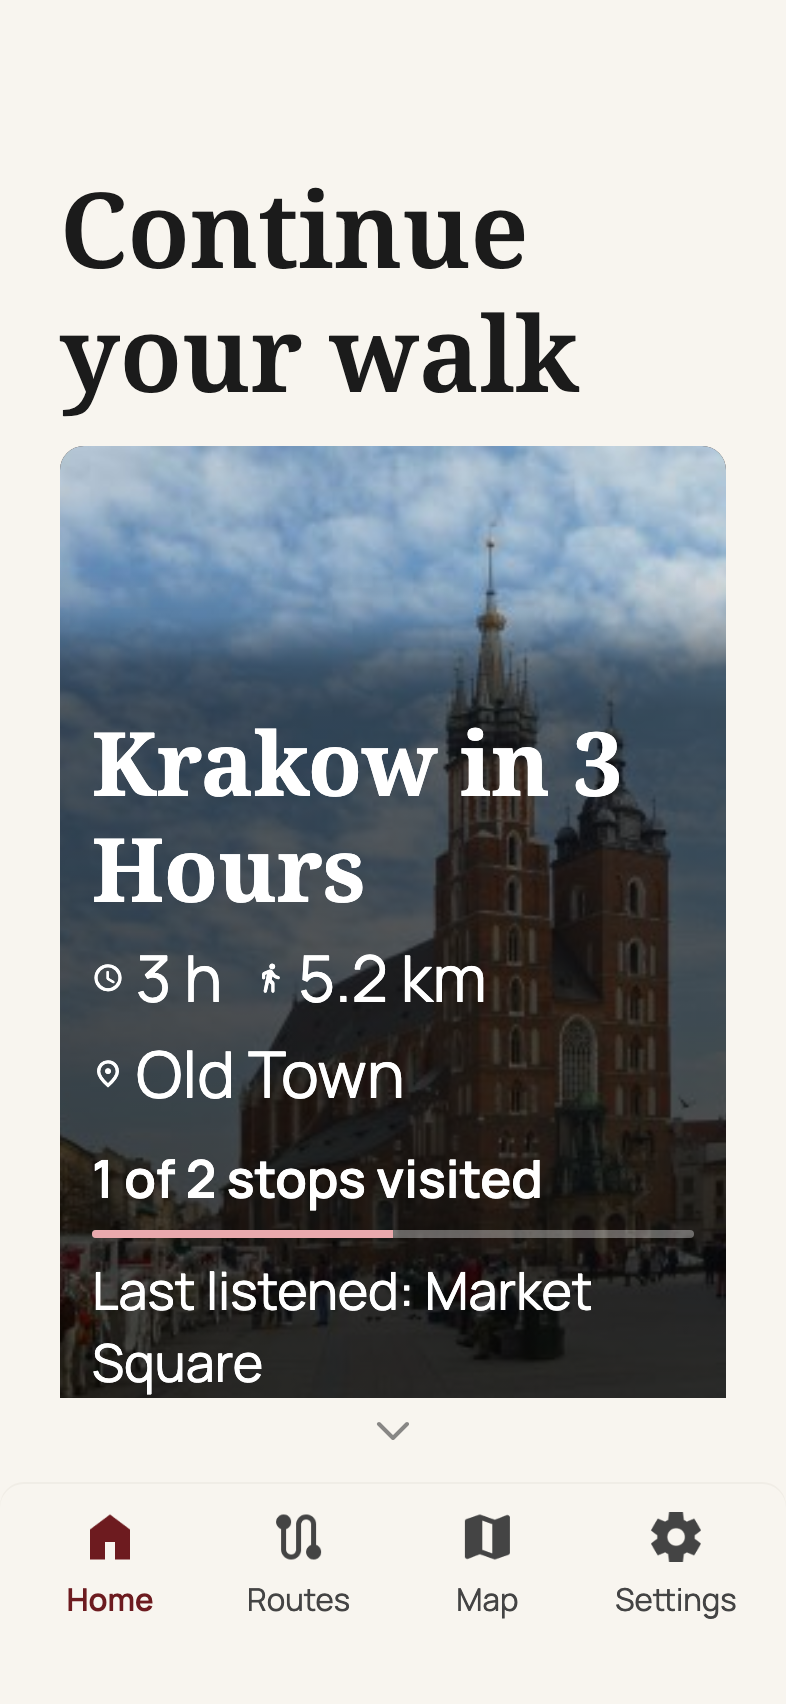 Continue
your walk
Krakow in 3
Hours
3 h 5.2 km
Old Town
1 of 2 stops visited
Last listened: Market
Square
Home Routes Map Settings